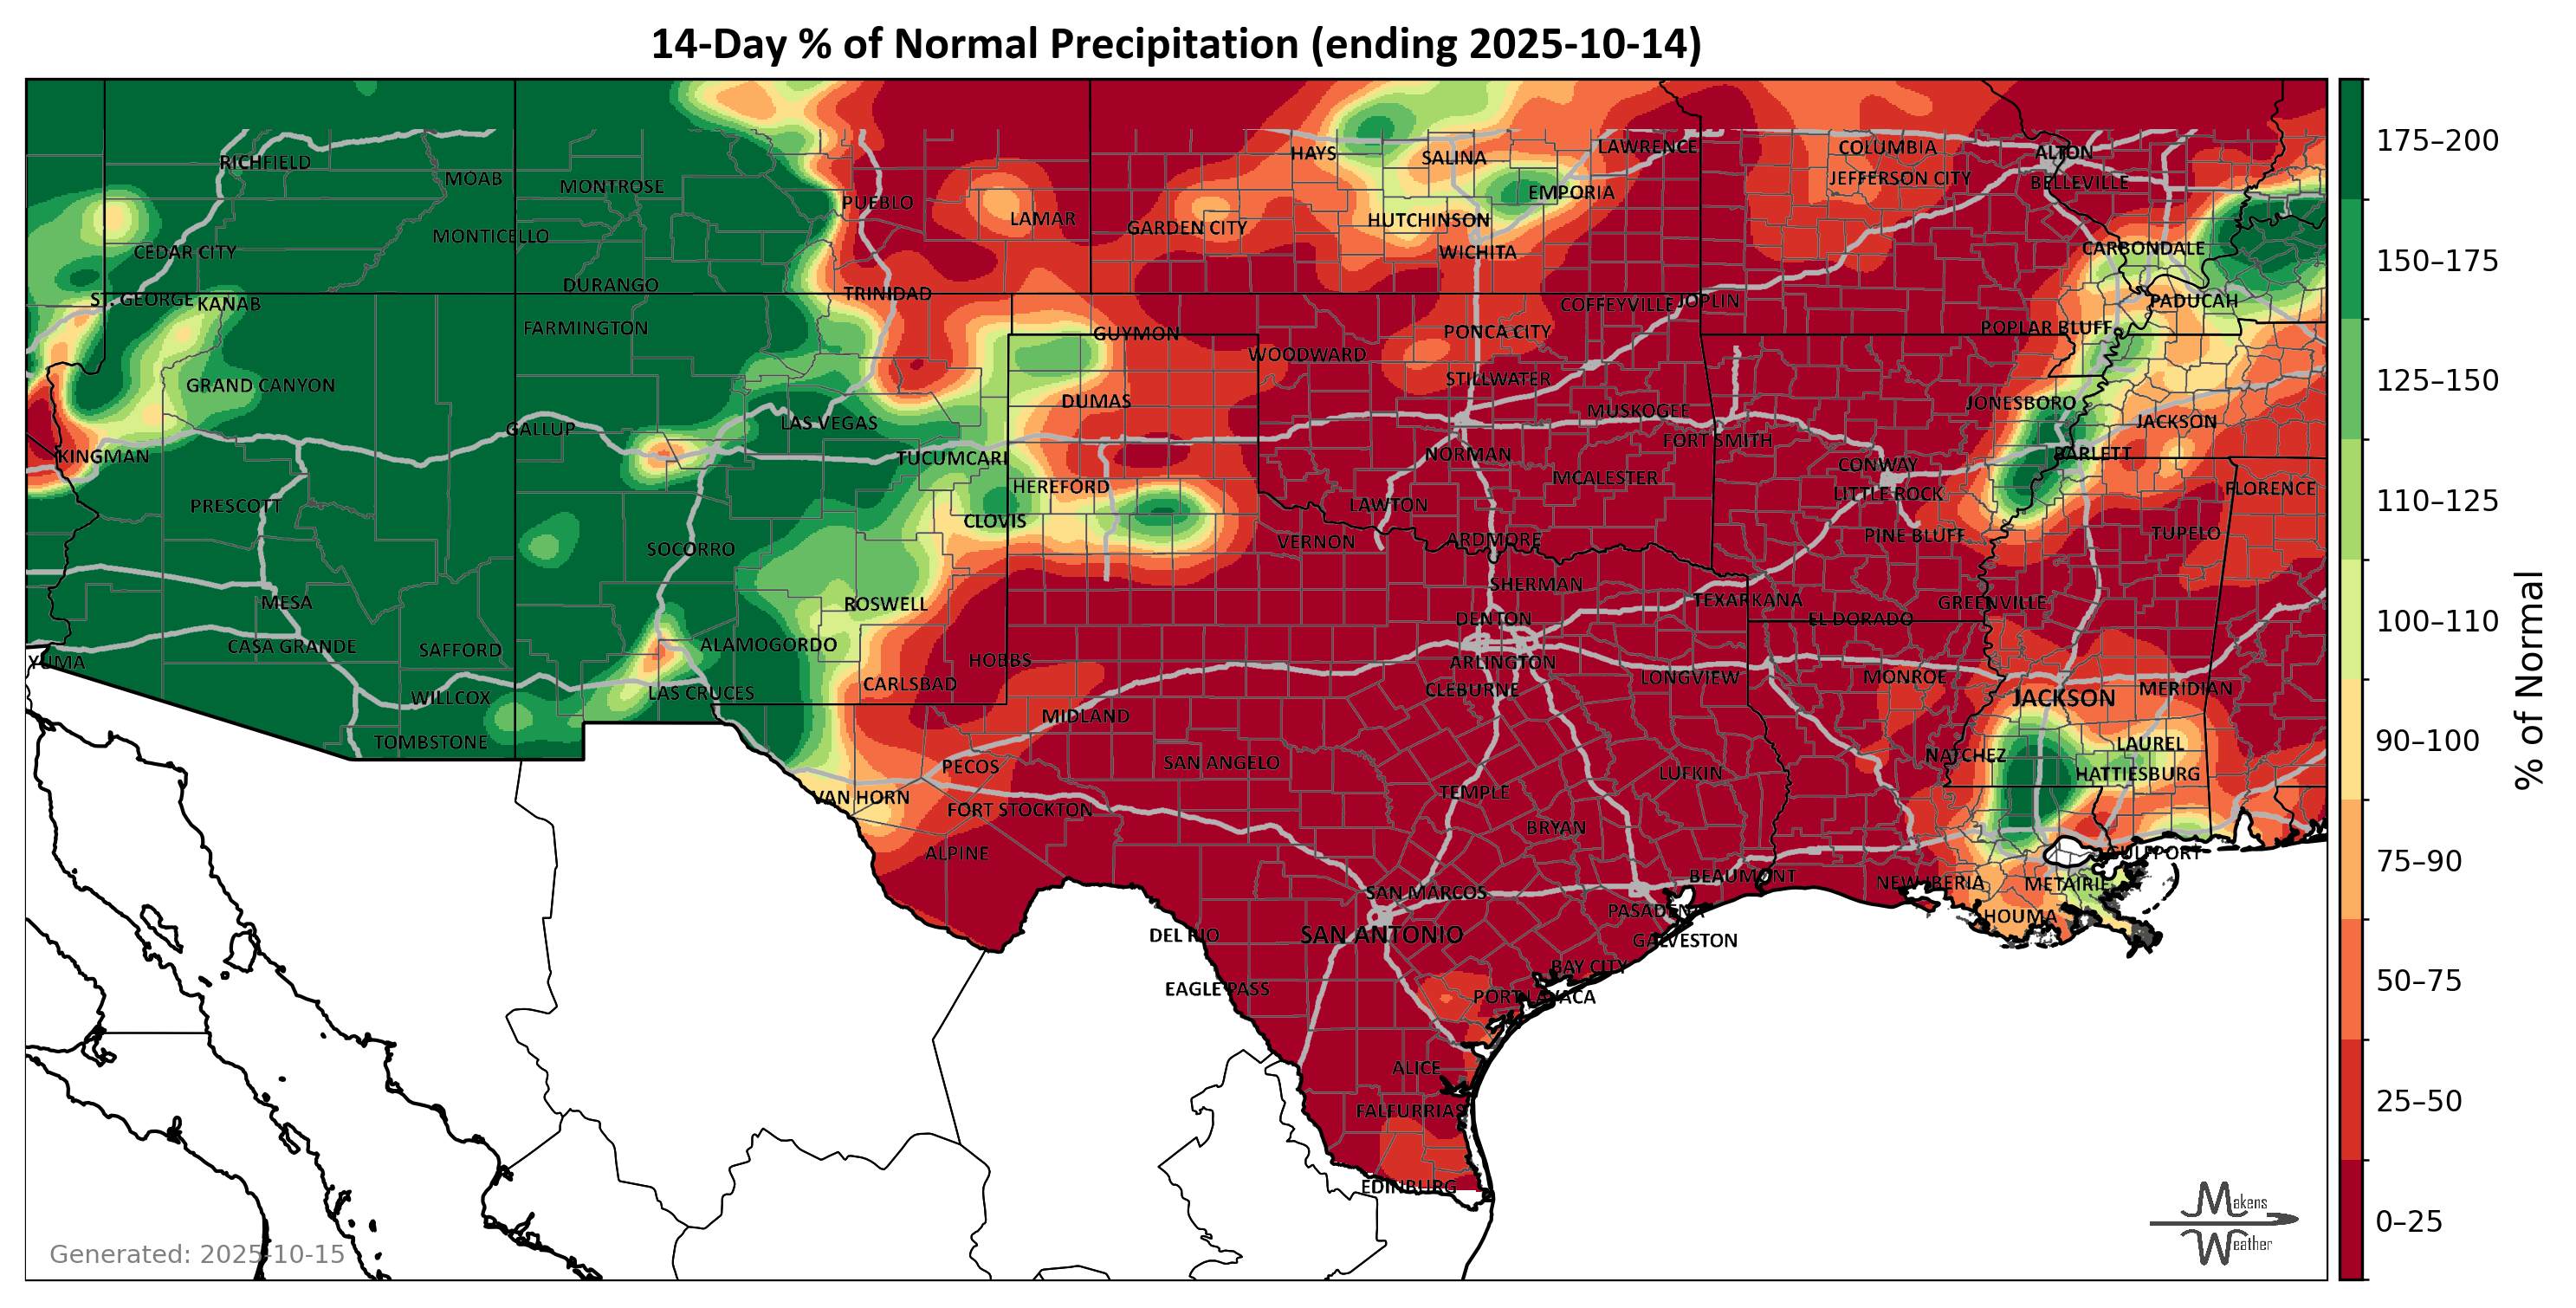 14-Day % of Normal Precipitation (ending 2025-10-14)
RICHFIELD
MOAB
MONTROSE
PUEBLO
LAMAR
HAYS
SALINA
LAWRENCE
COLUMBIA
ALTON
JEFFERSON CITY
BELLEVILLE
EMPORIA
GARDEN CITY
HUTCHINSON
WICHITA
CEDAR CITY
MONTICELLO
CARBONDALE
ST. GEORGE
KANAB
DURANGO
TRINIDAD
COFFEYVILLE
JOPLIN
PADUCAH
FARMINGTON
GUYMON
PONCA CITY
POPLAR BLUFF
WOODWARD
GRAND CANYON
STILLWATER
DUMAS
MUSKOGEE
JONESBORO
JACKSON
GALLUP
LAS VEGAS
FORT SMITH
KINGMAN
TUCUMCARI
NORMAN
BARLETT
CONWAY
HEREFORD
MCALESTER
LITTLE ROCK
FLORENCE
PRESCOTT
CLOVIS
LAWTON
PINE BLUFF
TUPELO
SOCORRO
VERNON
ARDMORE
SHERMAN
MESA
ROSWELL
TEXARKANA
GREENVILLE
DENTON
EL DORADO
CASA GRANDE
SAFFORD
ALAMOGORDO
YUMA
HOBBS
ARLINGTON
LONGVIEW
MONROE
WILLCOX
LAS CRUCES
CARLSBAD
CLEBURNE
JACKSON
MERIDIAN
TOMBSTONE
MIDLAND
NATCHEZ
LAUREL
PECOS
SAN ANGELO
LUFKIN
HATTIESBURG
VAN HORN
FORT STOCKTON
TEMPLE
BRYAN
ALPINE
GULFPORT
SAN MARCOS
BEAUMONT
NEW IBERIA
METAIRIE
PASADENA
HOUMA
DEL RIO
SAN ANTONIO
GALVESTON
BAY CITY
EAGLE PASS
PORT LAVACA
ALICE
FALFURRIAS
EDINBURG
175–200
150–175
125–150
110–125
100–110
90–100
75–90
50–75
25–50
0–25
% of Normal
Makens
Weather
Generated: 2025-10-15